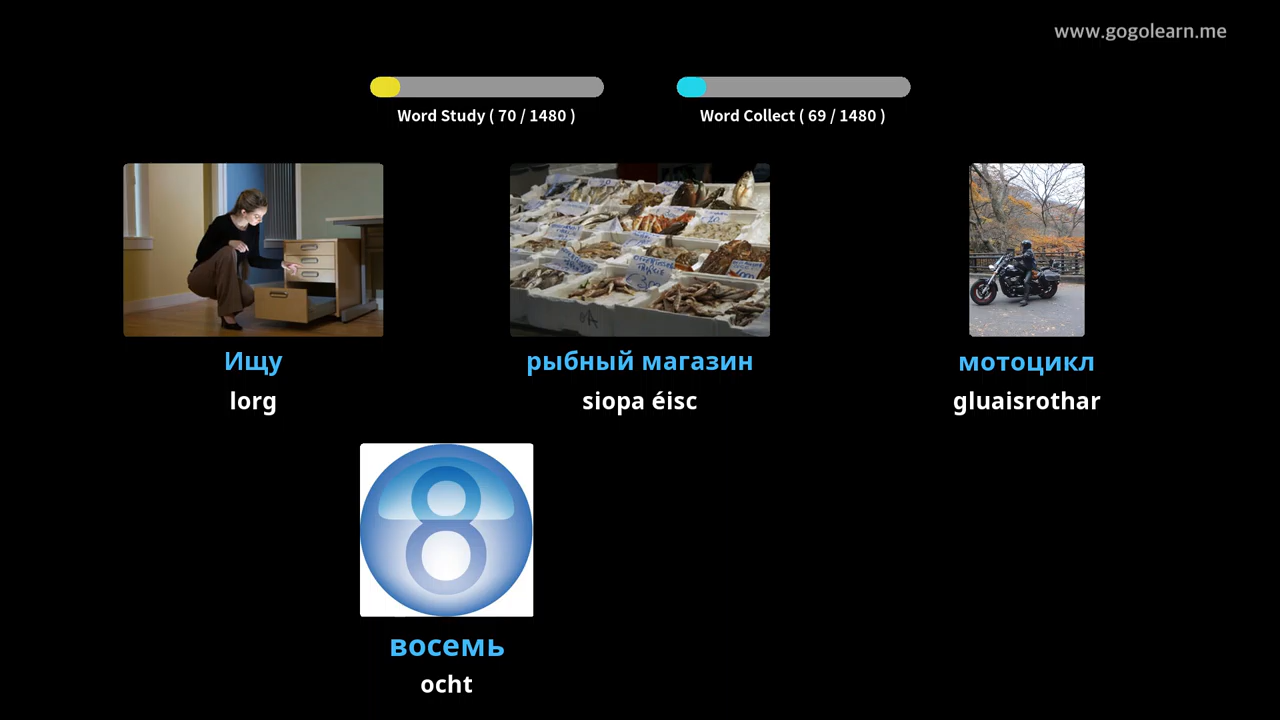 www.gogolearn.me
Word Study ( 70 / 1480 )
Word Collect ( 69 / 1480 )
Ищу
lorg
рыбный магазин
siopa éisc
мотоцикл
gluaisrothar
8
восемь
ocht